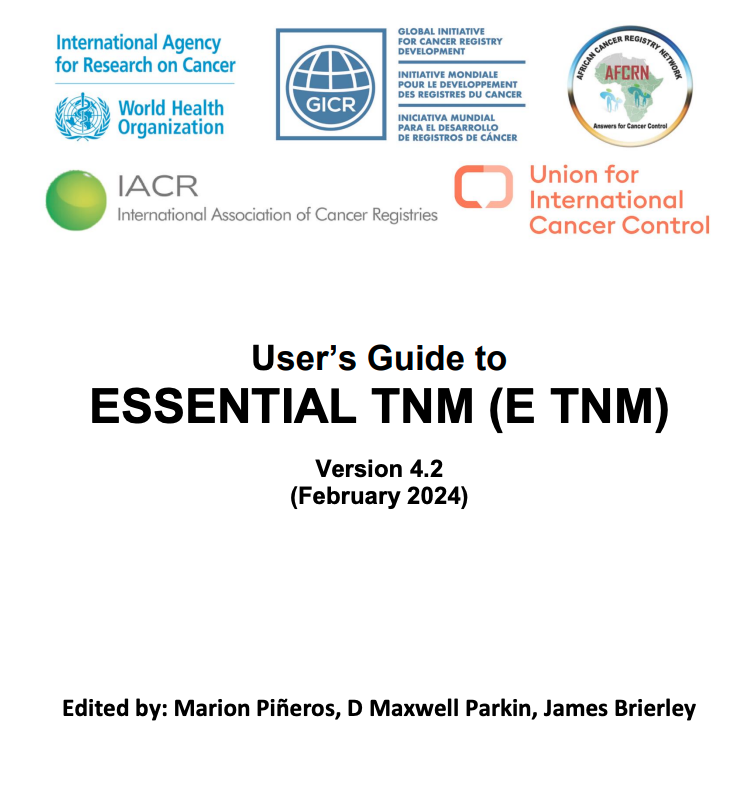 International Agency
for Research on Cancer
World Health
Organization
GICR
GLOBAL INITIATIVE
FOR CANCER REGISTRY
DEVELOPMENT
INITIATIVE MONDIALE
POUR LE DEVELOPPEMENT
DES REGISTRES DU CANCER
INICIATIVA MUNDIAL
PARA EL DESARROLLO
DE REGISTROS DE CÁNCER
AFRICAN CANCER REGISTRY NETWORK
AFCRN
Answers for Cancer Control
IACR
International Association of Cancer Registries
Union for
International
Cancer Control
User’s Guide to
ESSENTIAL TNM (E TNM)
Version 4.2
(February 2024)
Edited by: Marion Piñeros, D Maxwell Parkin, James Brierley